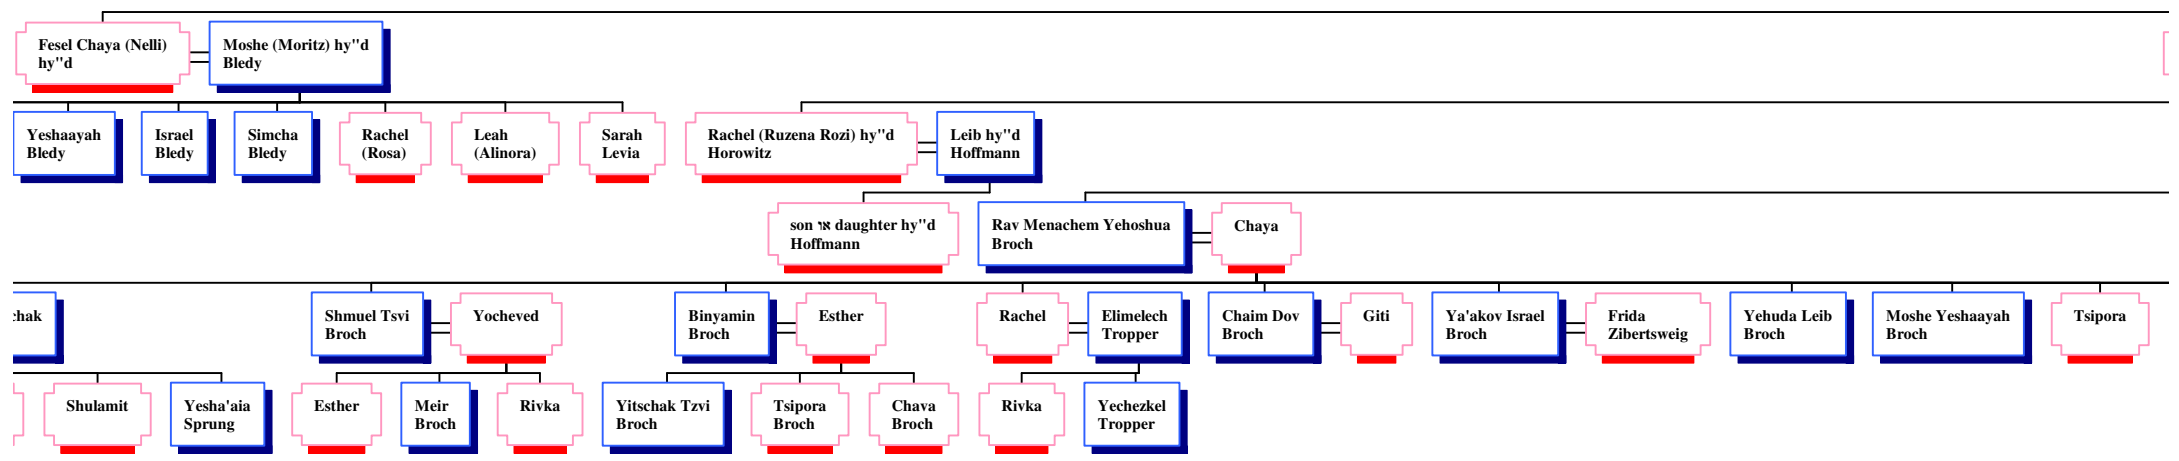 Fesel Chaya (Nelli)
hy"d
Moshe (Moritz) hy"d
Bledy
Yeshaayah
Bledy
Israel
Bledy
Simcha
Bledy
Rachel
(Rosa)
Leah
(Alinora)
Sarah
Levia
Rachel (Ruzena Rozi) hy"d
Horowitz
Leib hy"d
Hoffmann
son או daughter hy"d
Hoffmann
Rav Menachem Yehoshua
Broch
Chaya
chak
Shmuel Tsvi
Broch
Yocheved
Binyamin
Broch
Esther
Rachel
Elimelech
Tropper
Chaim Dov
Broch
Giti
Ya'akov Israel
Broch
Frida
Zibertsweig
Yehuda Leib
Broch
Moshe Yeshaayah
Broch
Tsipora
Shulamit
Yesha'aia
Sprung
Esther
Meir
Broch
Rivka
Yitschak Tzvi
Broch
Tsipora
Broch
Chava
Broch
Rivka
Yechezkel
Tropper